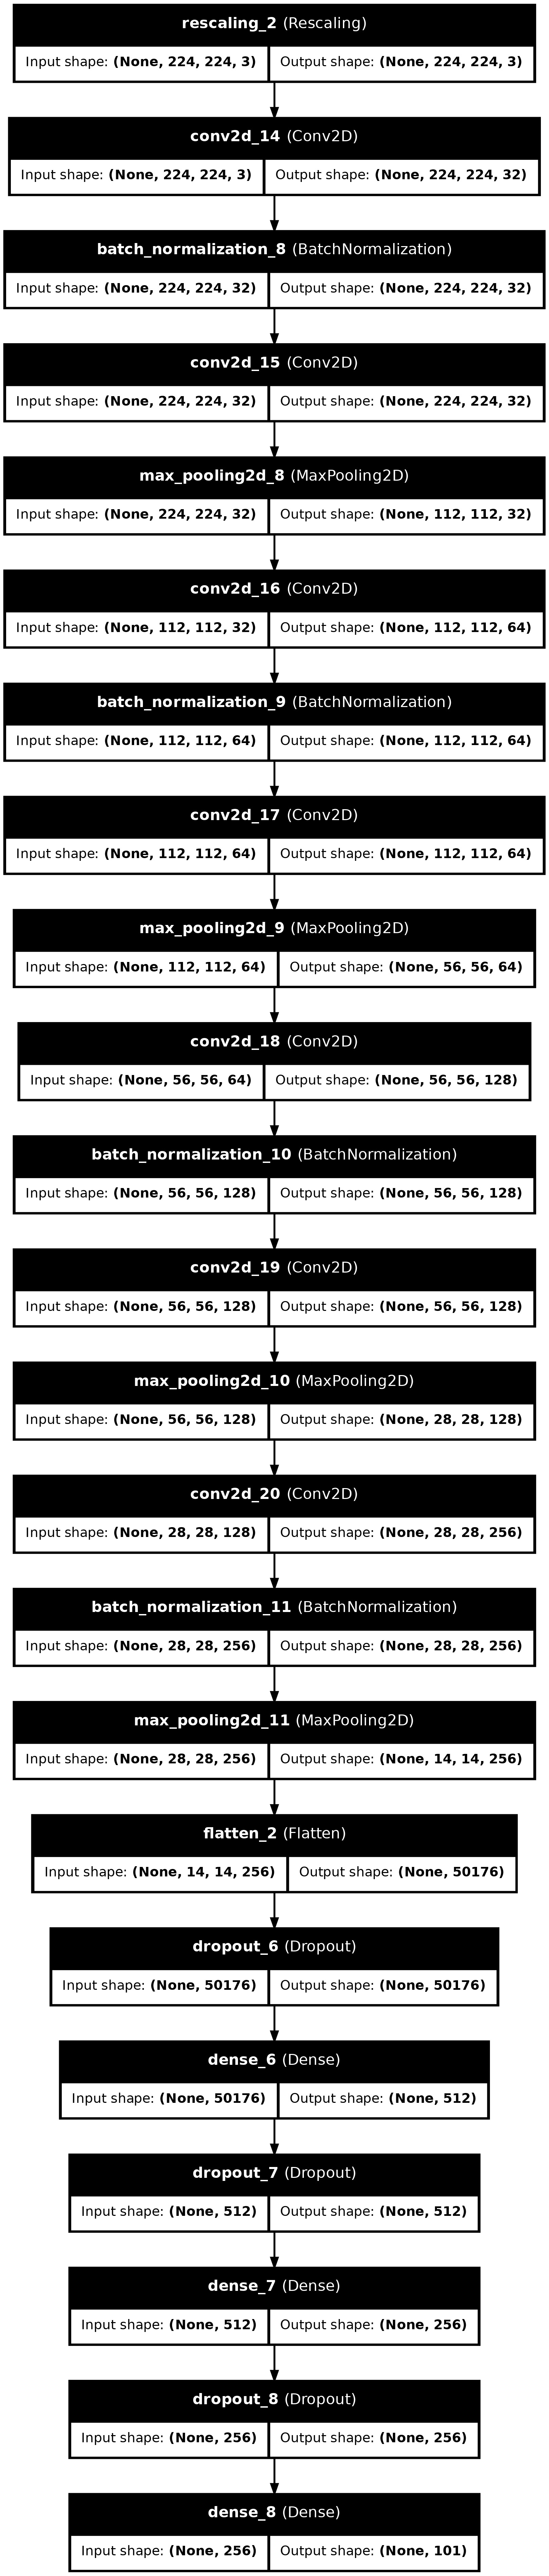 rescaling_2 (Rescaling)
Input shape: (None, 224, 224, 3) Output shape: (None, 224, 224, 3)
conv2d_14 (Conv2D)
Input shape: (None, 224, 224, 3) Output shape: (None, 224, 224, 32)
batch_normalization_8 (BatchNormalization)
Input shape: (None, 224, 224, 32) Output shape: (None, 224, 224, 32)
conv2d_15 (Conv2D)
Input shape: (None, 224, 224, 32) Output shape: (None, 224, 224, 32)
max_pooling2d_8 (MaxPooling2D)
Input shape: (None, 224, 224, 32) Output shape: (None, 112, 112, 32)
conv2d_16 (Conv2D)
Input shape: (None, 112, 112, 32) Output shape: (None, 112, 112, 64)
batch_normalization_9 (BatchNormalization)
Input shape: (None, 112, 112, 64) Output shape: (None, 112, 112, 64)
conv2d_17 (Conv2D)
Input shape: (None, 112, 112, 64) Output shape: (None, 112, 112, 64)
max_pooling2d_9 (MaxPooling2D)
Input shape: (None, 112, 112, 64) Output shape: (None, 56, 56, 64)
conv2d_18 (Conv2D)
Input shape: (None, 56, 56, 64) Output shape: (None, 56, 56, 128)
batch_normalization_10 (BatchNormalization)
Input shape: (None, 56, 56, 128) Output shape: (None, 56, 56, 128)
conv2d_19 (Conv2D)
Input shape: (None, 56, 56, 128) Output shape: (None, 56, 56, 128)
max_pooling2d_10 (MaxPooling2D)
Input shape: (None, 56, 56, 128) Output shape: (None, 28, 28, 128)
conv2d_20 (Conv2D)
Input shape: (None, 28, 28, 128) Output shape: (None, 28, 28, 256)
batch_normalization_11 (BatchNormalization)
Input shape: (None, 28, 28, 256) Output shape: (None, 28, 28, 256)
max_pooling2d_11 (MaxPooling2D)
Input shape: (None, 28, 28, 256) Output shape: (None, 14, 14, 256)
flatten_2 (Flatten)
Input shape: (None, 14, 14, 256) Output shape: (None, 50176)
dropout_6 (Dropout)
Input shape: (None, 50176) Output shape: (None, 50176)
dense_6 (Dense)
Input shape: (None, 50176) Output shape: (None, 512)
dropout_7 (Dropout)
Input shape: (None, 512) Output shape: (None, 512)
dense_7 (Dense)
Input shape: (None, 512) Output shape: (None, 256)
dropout_8 (Dropout)
Input shape: (None, 256) Output shape: (None, 256)
dense_8 (Dense)
Input shape: (None, 256) Output shape: (None, 101)